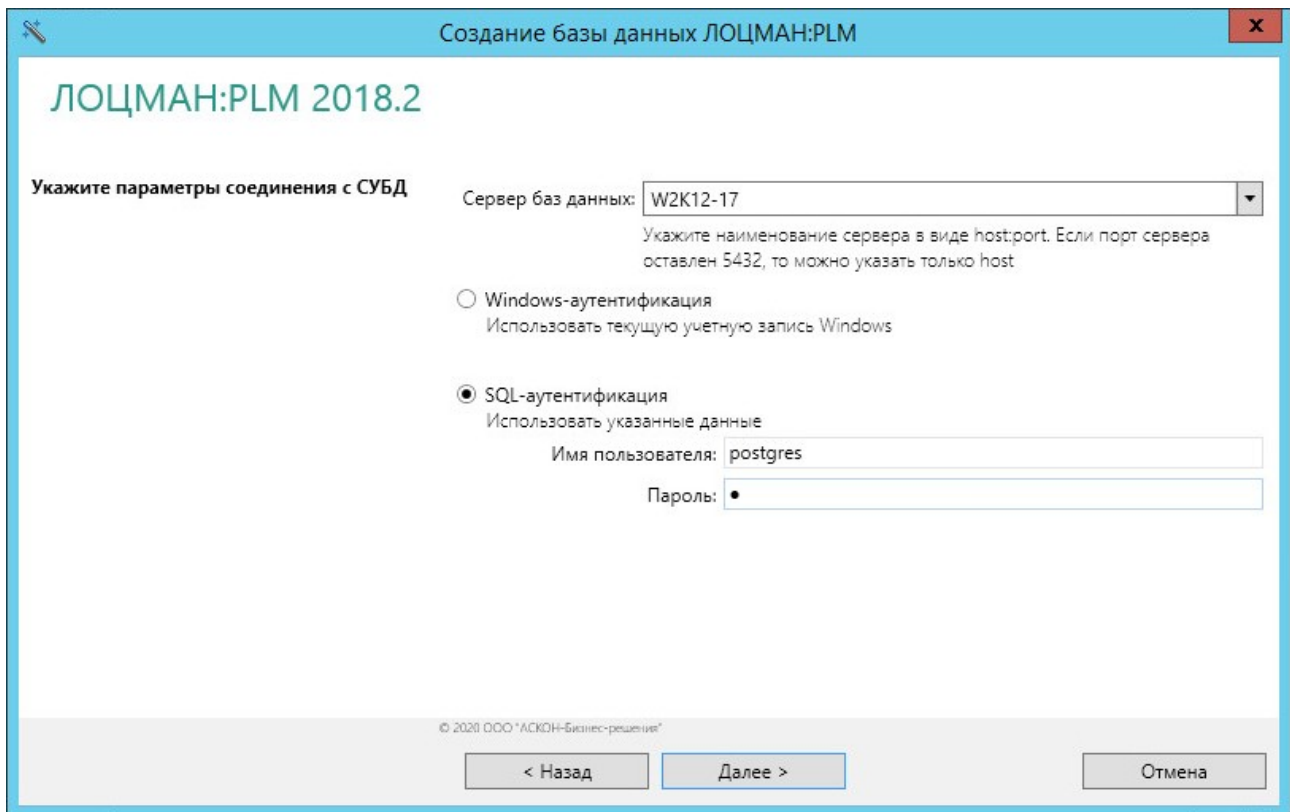 Создание базы данных ЛОЦМАН:PLM
x
ЛОЦМАН:PLM 2018.2
Укажите параметры соединения с СУБД
Сервер баз данных: W2K12-17
Укажите наименование сервера в виде host:port. Если порт сервера
оставлен 5432, то можно указать только host
Windows-аутентификация
Использовать текущую учетную запись Windows
SQL-аутентификация
Использовать указанные данные
Имя пользователя: postgres
Пароль: •
© 2020 ООО "АСКОН-Бизнес-решения"
< Назад
Далее >
Отмена